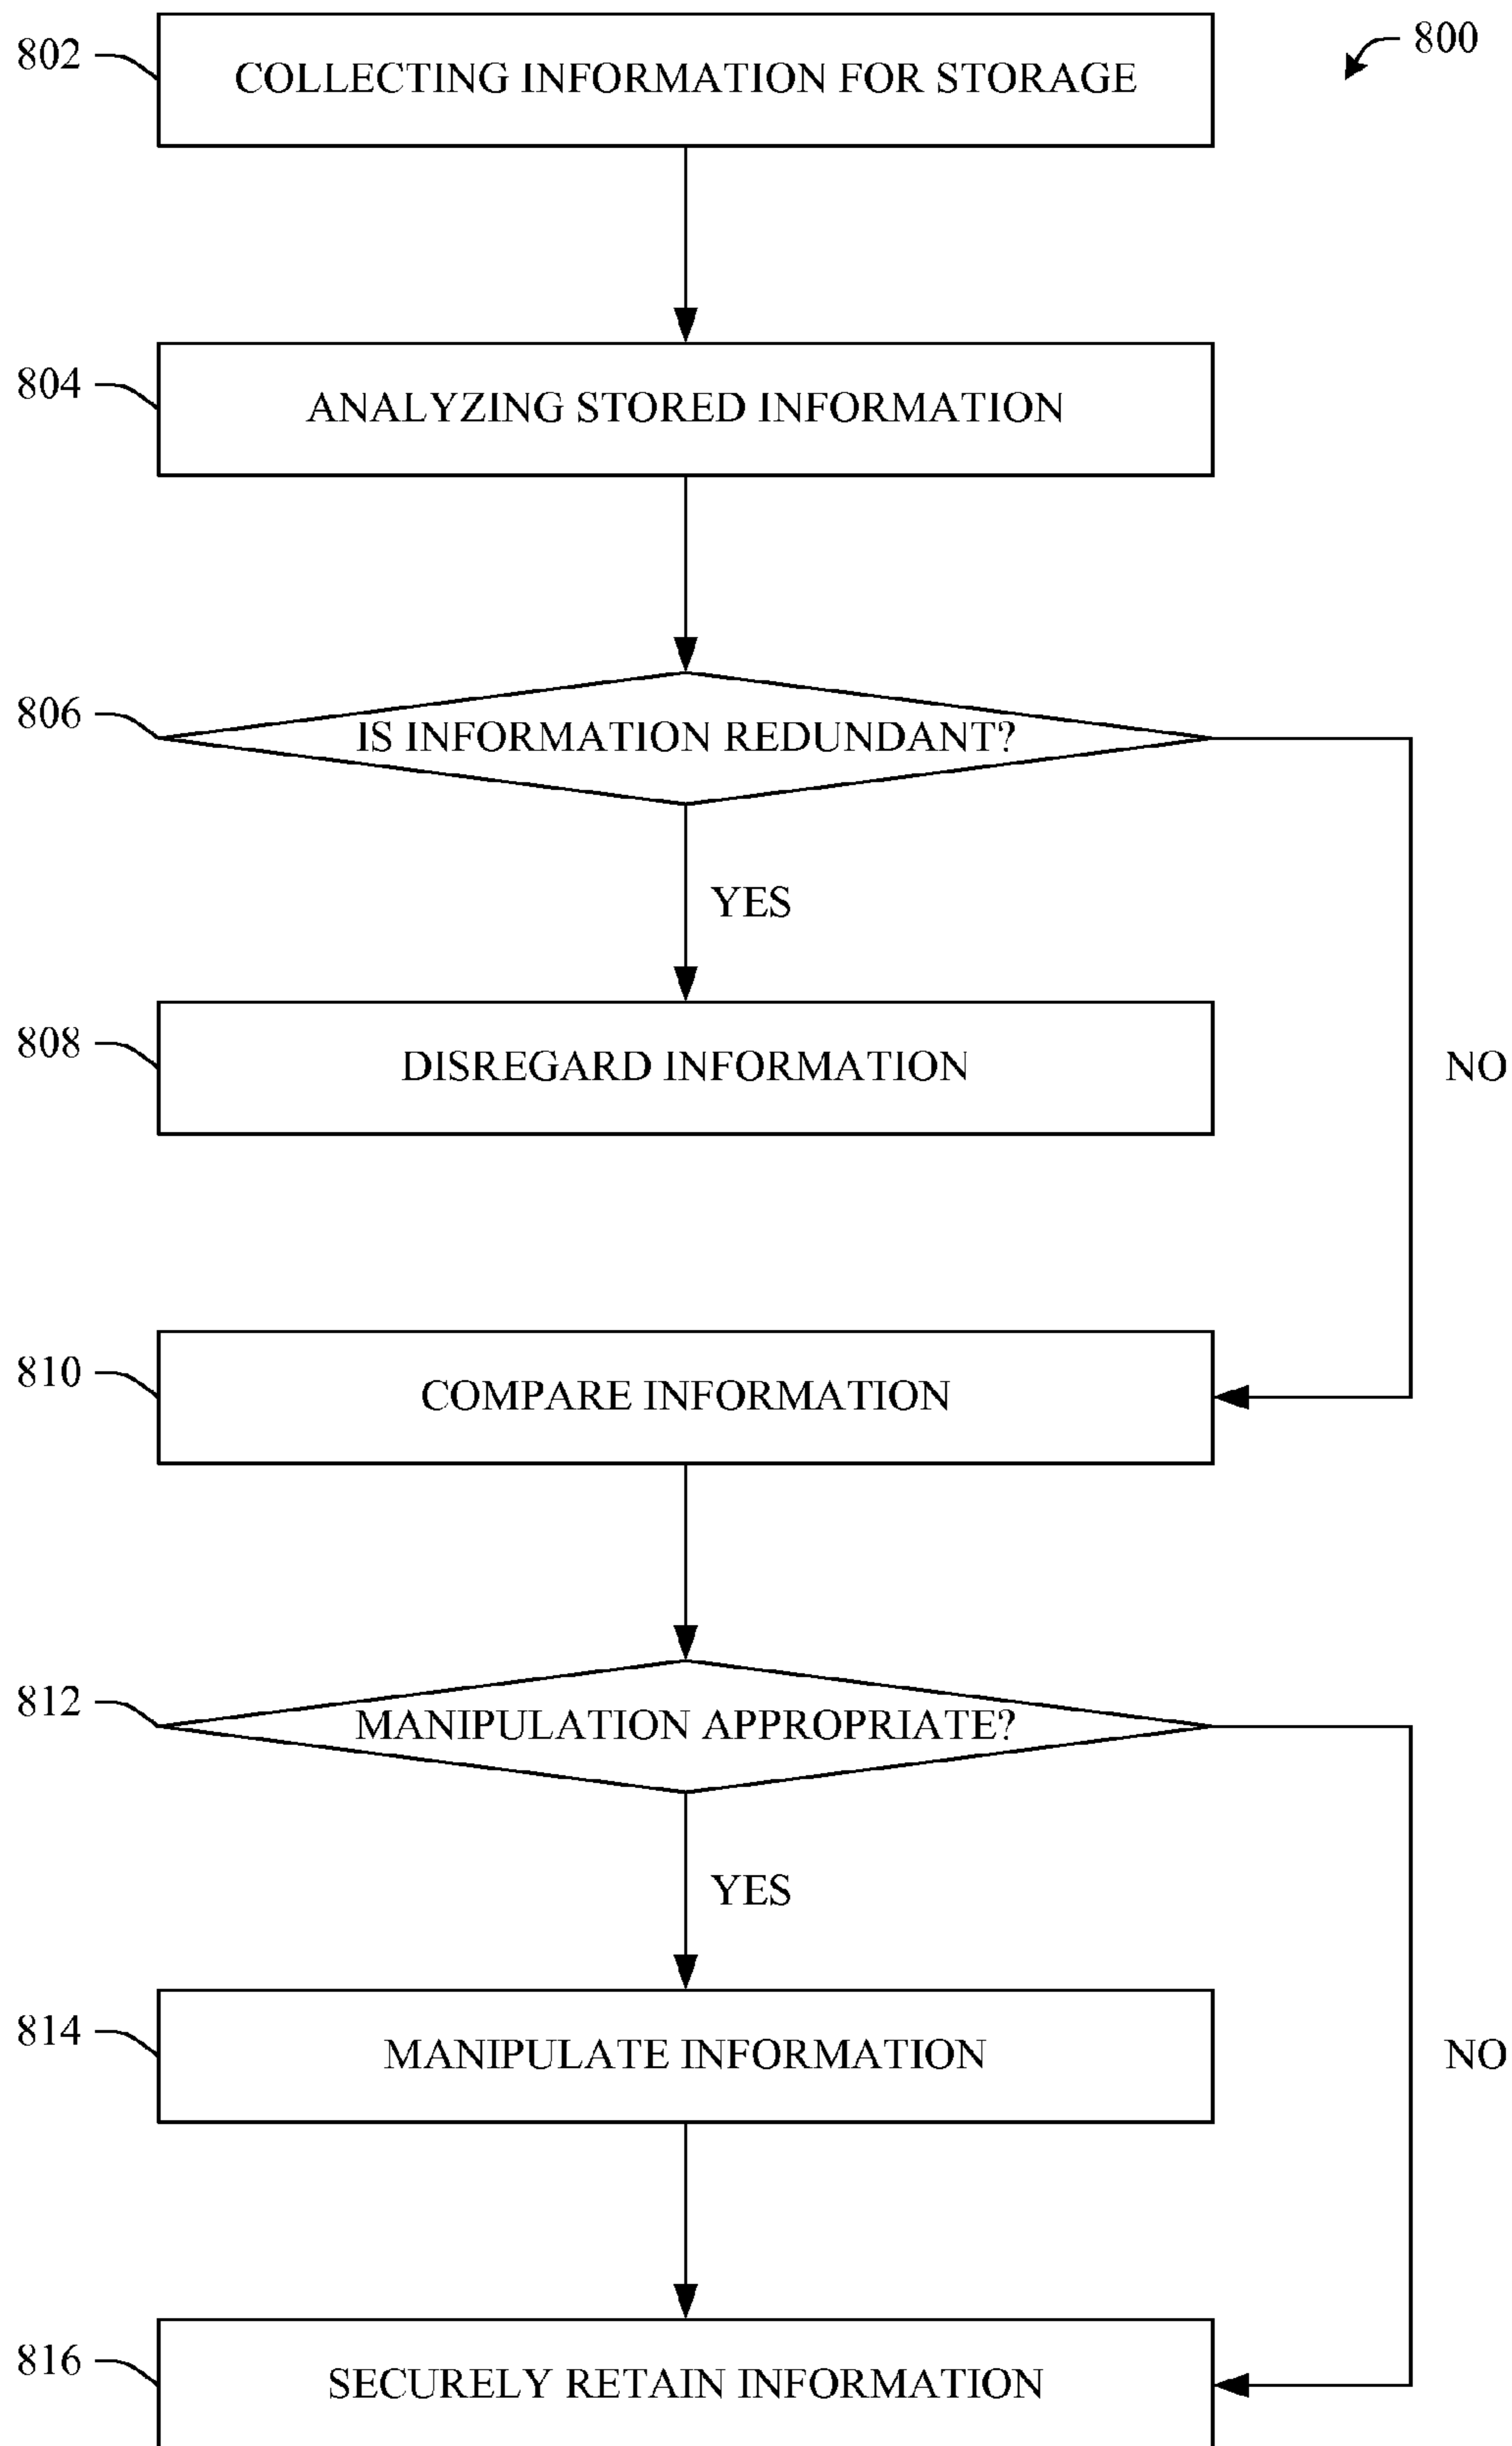 802
COLLECTING INFORMATION FOR STORAGE
800
804
ANALYZING STORED INFORMATION
806
IS INFORMATION REDUNDANT?
YES
808
DISREGARD INFORMATION
NO
810
COMPARE INFORMATION
812
MANIPULATION APPROPRIATE?
YES
814
MANIPULATE INFORMATION
NO
816
SECURELY RETAIN INFORMATION